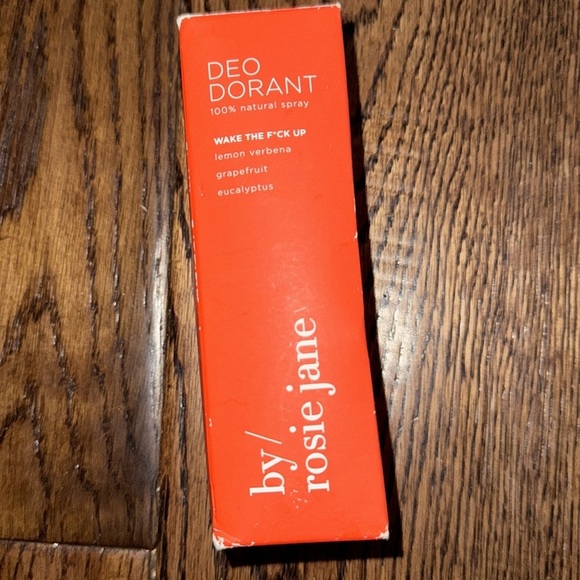 DEO
DORANT
100% natural spray
WAKE THE F*CK UP
lemon verbena
grapefruit
eucalyptus
by/
rosie jane